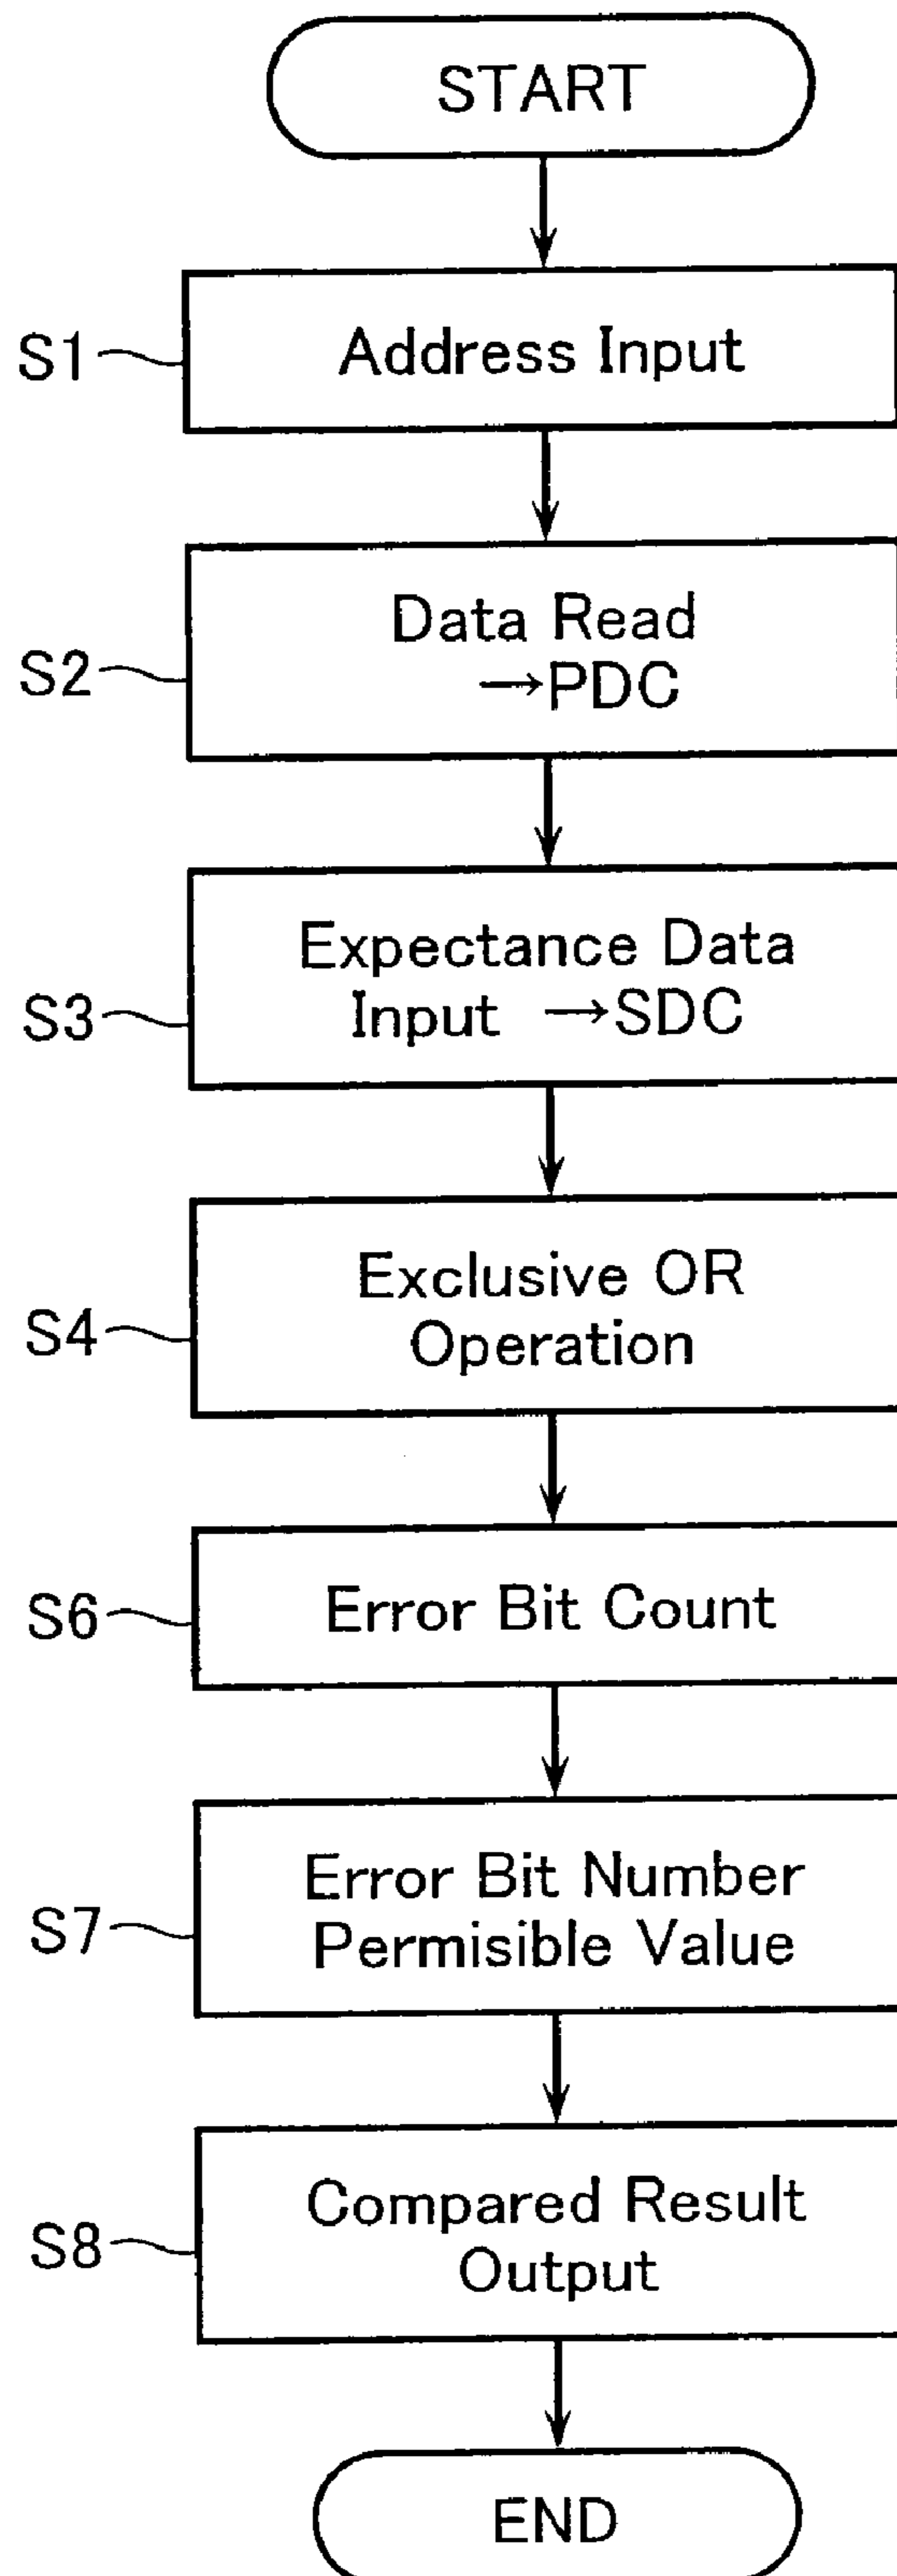 START
S1
Address Input
S2
Data Read
→PDC
S3
Expectance Data
Input →SDC
S4
Exclusive OR
Operation
S6
Error Bit Count
S7
Error Bit Number
Permisible Value
S8
Compared Result
Output
END